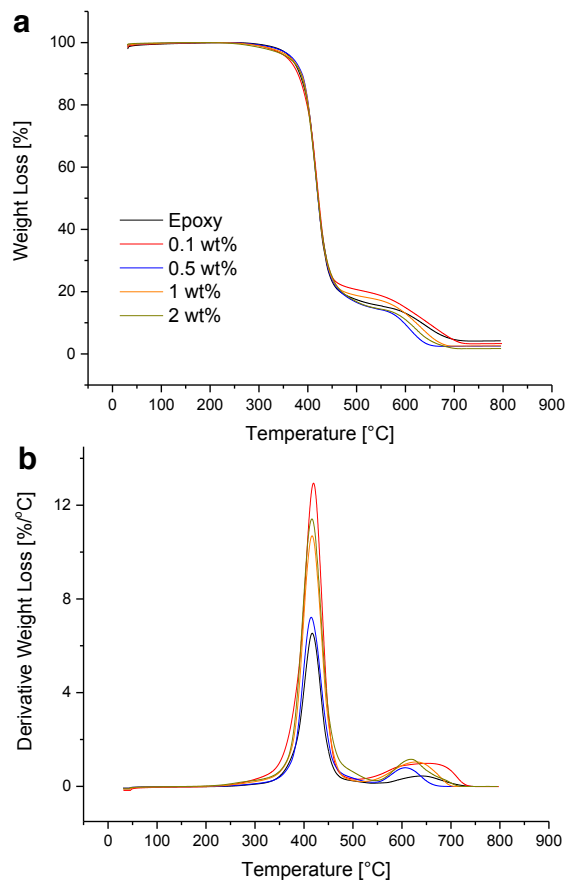 a
100
80
60
40
20
0
Weight Loss [%]
Epoxy
0.1 wt%
0.5 wt%
1 wt%
2 wt%
0 100 200 300 400 500 600 700 800 900
Temperature [°C]
b
12
8
4
0
Derivative Weight Loss [%/°C]
0 100 200 300 400 500 600 700 800 900
Temperature [°C]